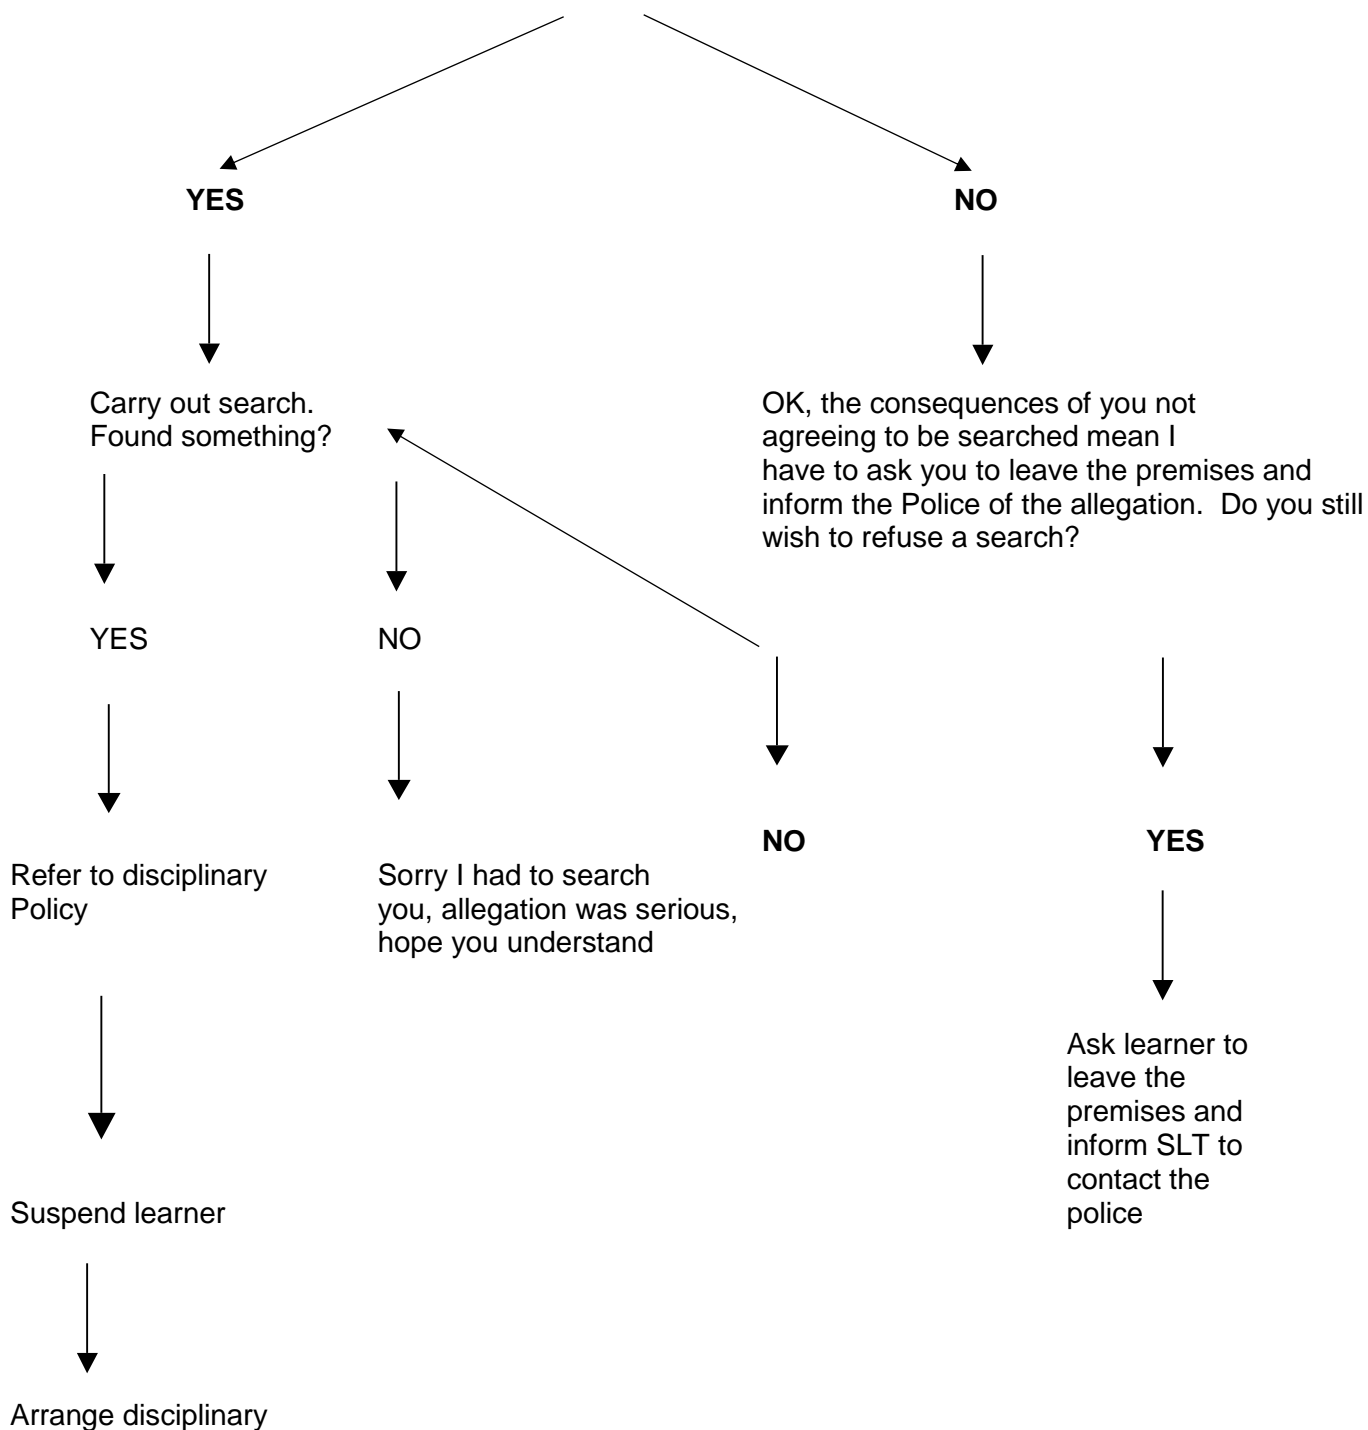 YES
NO
Carry out search.
Found something?
OK, the consequences of you not
agreeing to be searched mean I
have to ask you to leave the premises and
inform the Police of the allegation.  Do you still
wish to refuse a search?
YES
NO
NO
YES
Refer to disciplinary
Policy
Sorry I had to search
you, allegation was serious,
hope you understand
Ask learner to
leave the
premises and
inform SLT to
contact the
police
Suspend learner
Arrange disciplinary